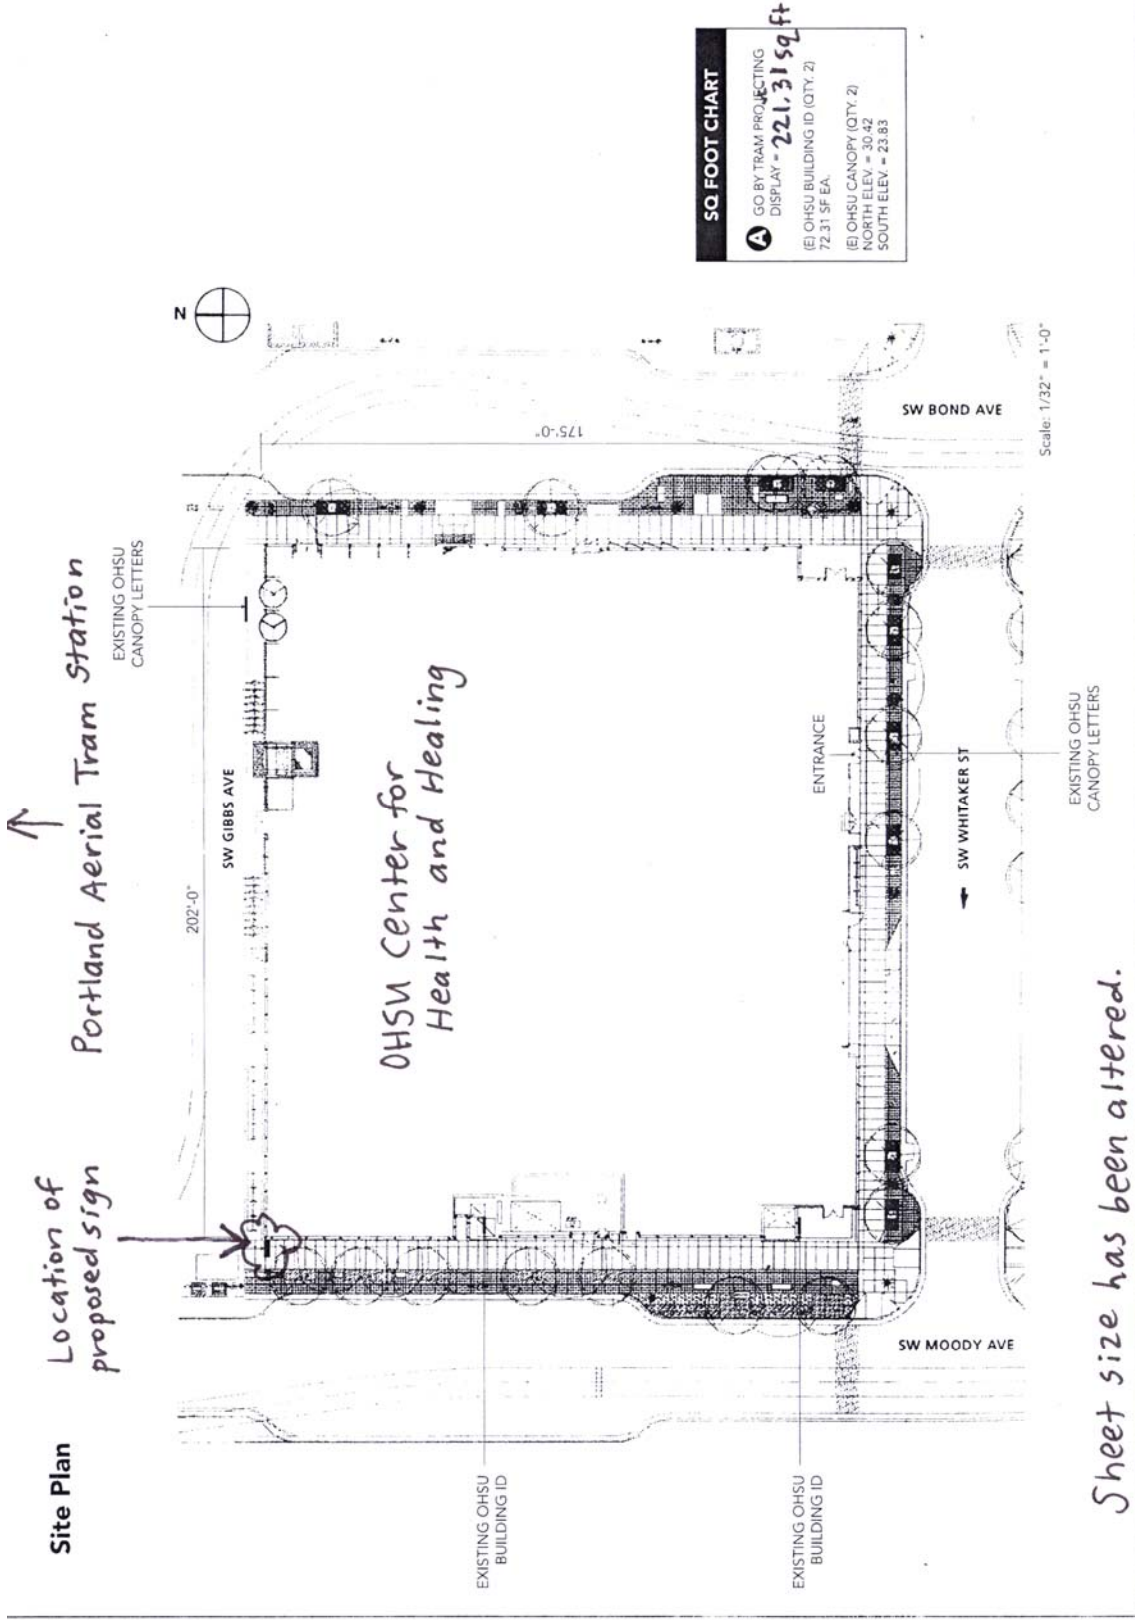 Site Plan
Location of
proposed sign
Portland Aerial Tram Station
EXISTING OHSU
CANOPY LETTERS
N
202'-0"
SW GIBBS AVE
175'-0"
OHSU Center for
Health and Healing
ENTRANCE
EXISTING OHSU
BUILDING ID
EXISTING OHSU
BUILDING ID
SW MOODY AVE
SW WHITAKER ST
SW BOND AVE
EXISTING OHSU
CANOPY LETTERS
Scale: 1/32" = 1'-0"
SQ FOOT CHART
A GO BY TRAM PROJECTING
DISPLAY = 221.31 sq ft
(E) OHSU BUILDING ID (QTY. 2)
72.31 SF EA.
(E) OHSU CANOPY (QTY. 2)
NORTH ELEV. = 30.42
SOUTH ELEV. = 23.83
Sheet size has been altered.